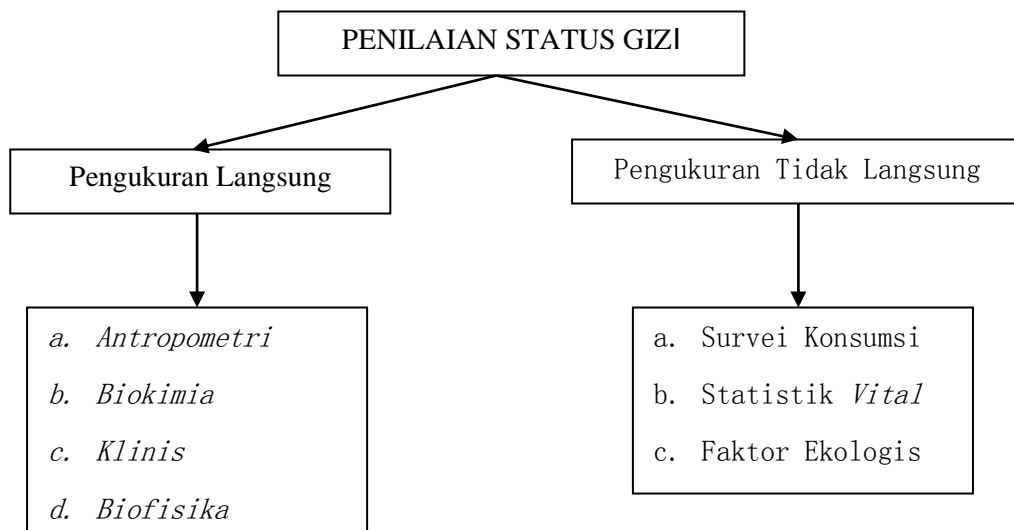 PENILAIAN STATUS GIZI
Pengukuran Langsung
Pengukuran Tidak Langsung
a. Antropometri
b. Biokimia
c. Klinis
d. Biofisika
a. Survei Konsumsi
b. Statistik Vital
c. Faktor Ekologis